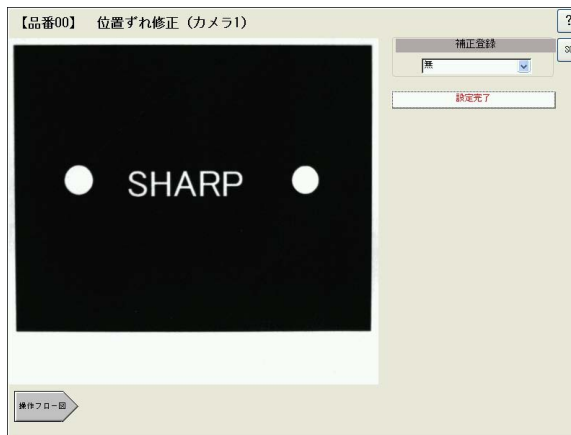 【品番00】 位置ずれ修正（カメラ1）
?
補正登録
S
無
設定完了
SHARP
操作フロー図